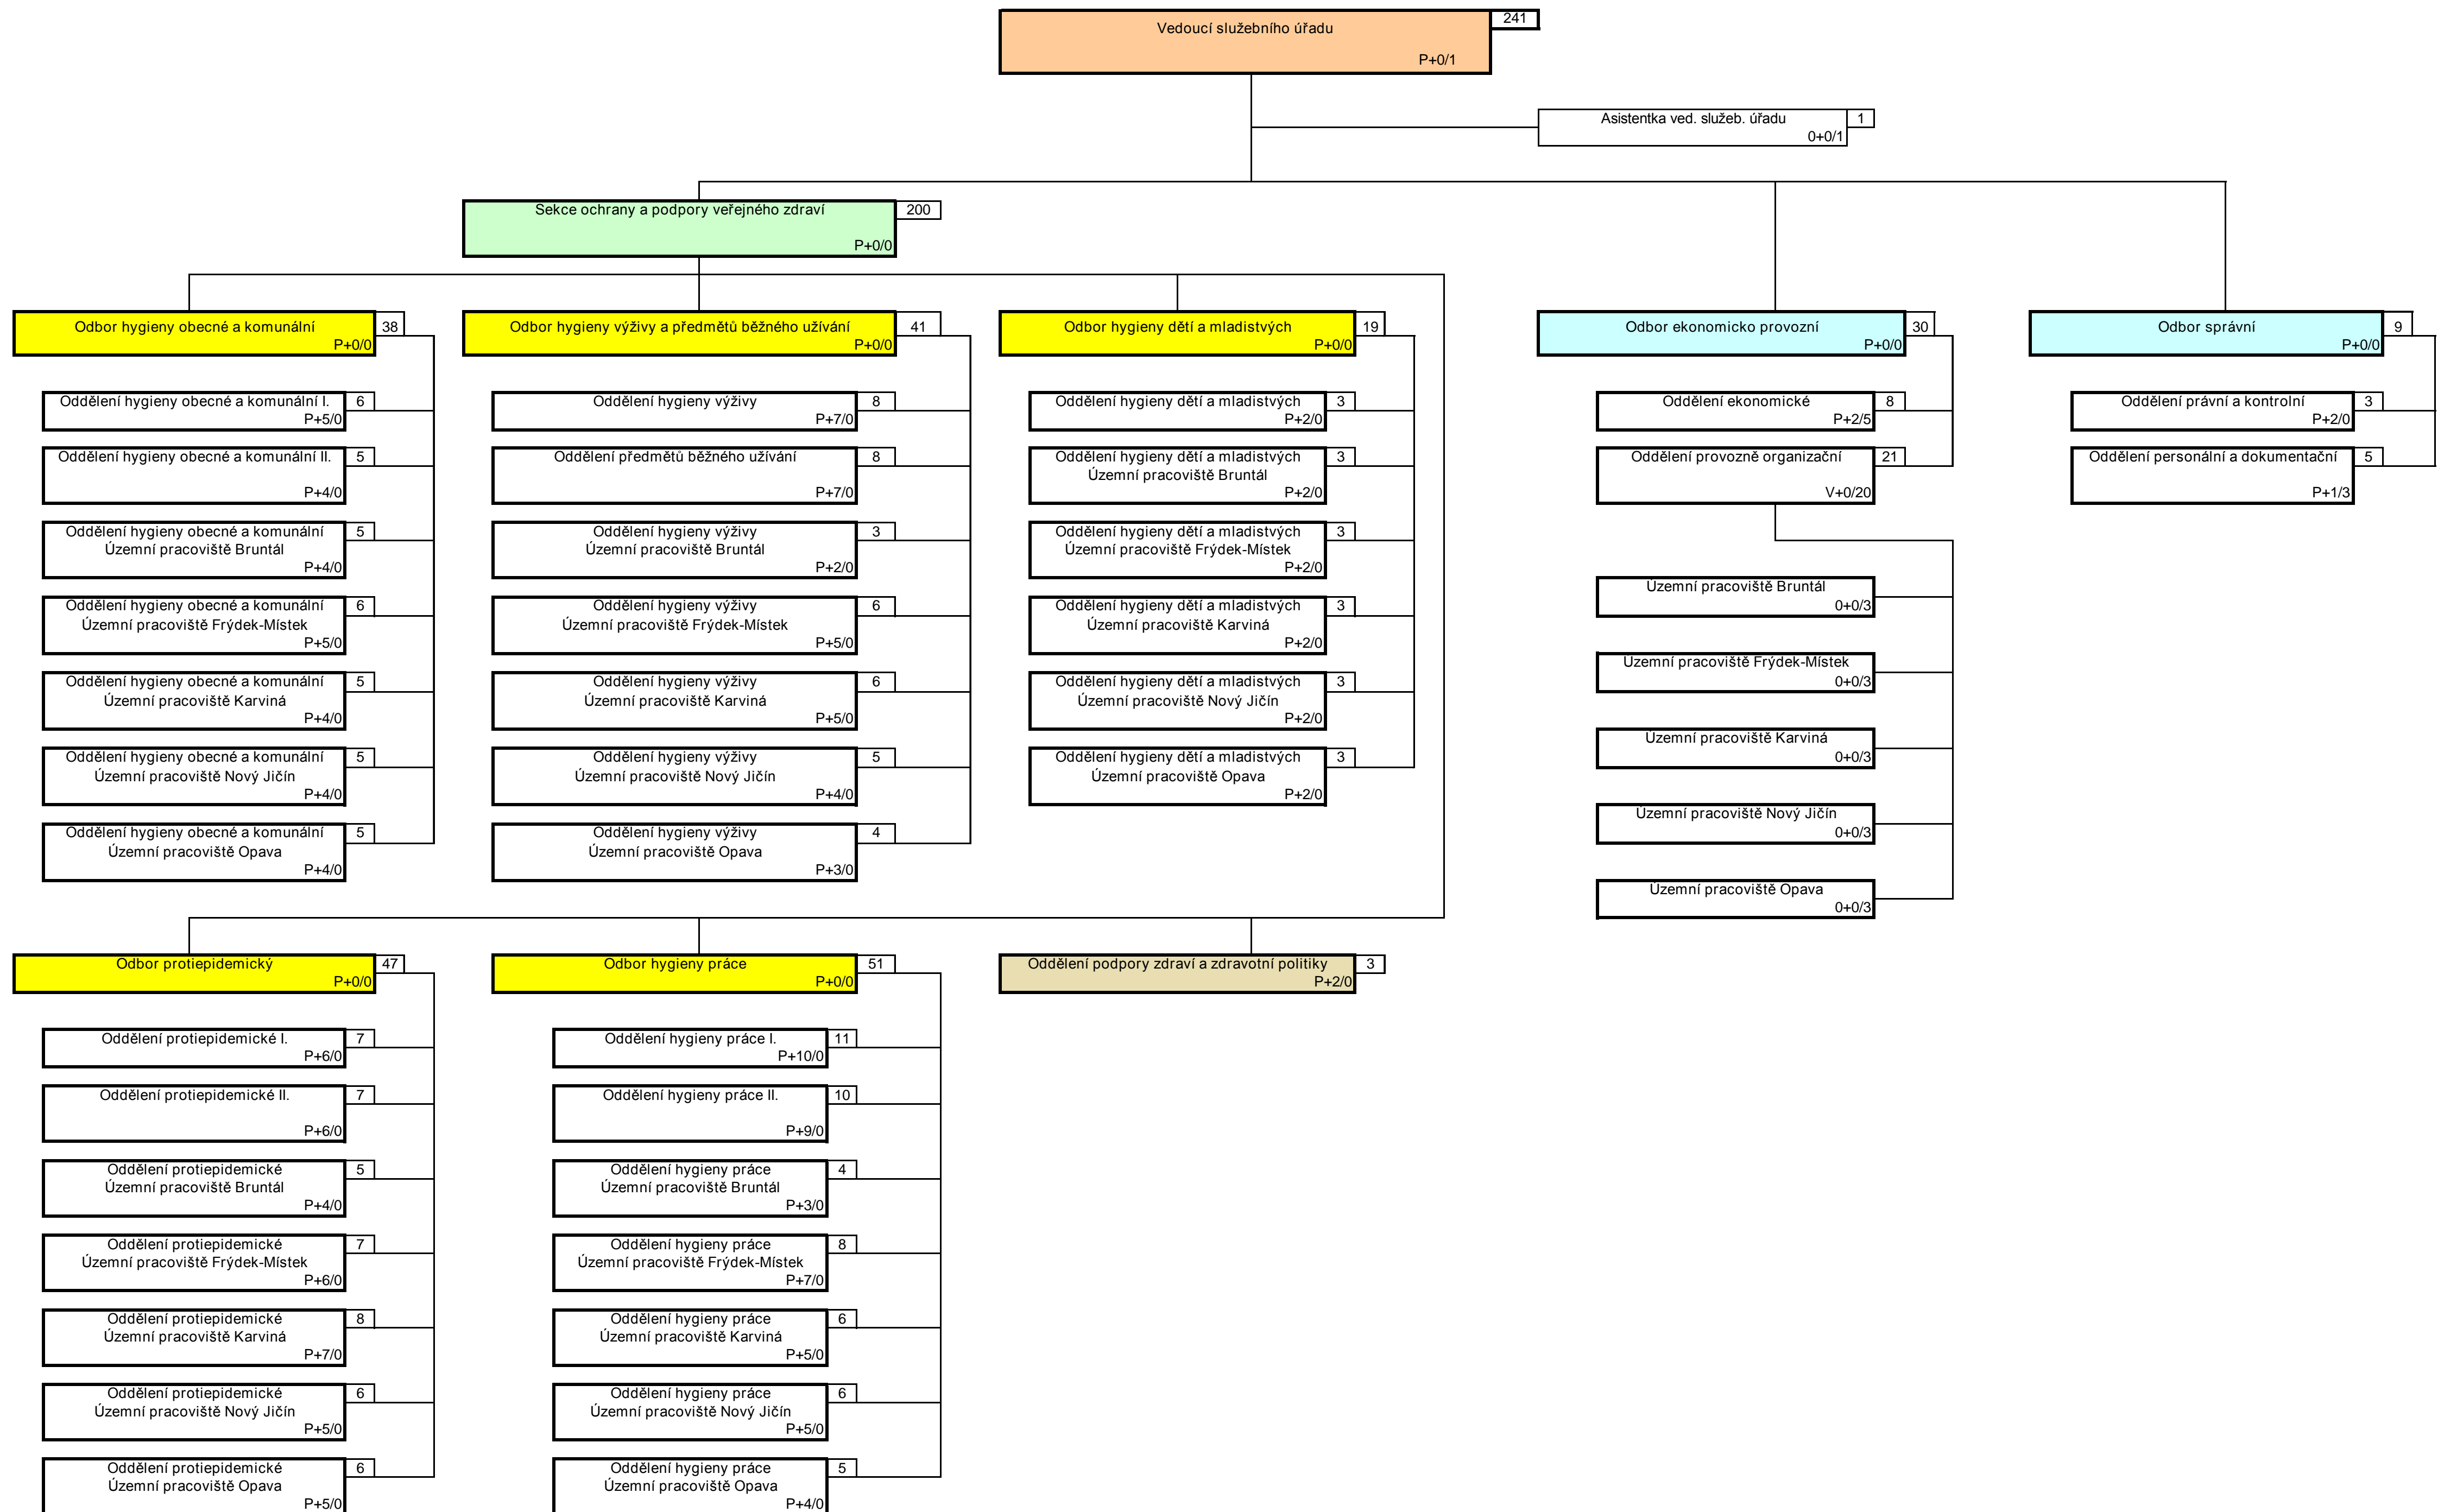 Vedoucí služebního úřadu
241
P+0/1
Asistentka ved. služeb. úřadu
1
0+0/1
Sekce ochrany a podpory veřejného zdraví
200
P+0/0
Odbor hygieny obecné a komunální
38
P+0/0
Oddělení hygieny obecné a komunální I.
6
P+5/0
Oddělení hygieny obecné a komunální II.
5
P+4/0
Oddělení hygieny obecné a komunální
5
Územní pracoviště Bruntál
P+4/0
Oddělení hygieny obecné a komunální
6
Územní pracoviště Frýdek-Místek
P+5/0
Oddělení hygieny obecné a komunální
5
Územní pracoviště Karviná
P+4/0
Oddělení hygieny obecné a komunální
5
Územní pracoviště Nový Jičín
P+4/0
Oddělení hygieny obecné a komunální
5
Územní pracoviště Opava
P+4/0
Odbor hygieny výživy a předmětů běžného užívání
41
P+0/0
Oddělení hygieny výživy
8
P+7/0
Oddělení předmětů běžného užívání
8
P+7/0
Oddělení hygieny výživy
3
Územní pracoviště Bruntál
P+2/0
Oddělení hygieny výživy
6
Územní pracoviště Frýdek-Místek
P+5/0
Oddělení hygieny výživy
6
Územní pracoviště Karviná
P+5/0
Oddělení hygieny výživy
5
Územní pracoviště Nový Jičín
P+4/0
Oddělení hygieny výživy
4
Územní pracoviště Opava
P+3/0
Odbor hygieny dětí a mladistvých
19
P+0/0
Oddělení hygieny dětí a mladistvých
3
P+2/0
Oddělení hygieny dětí a mladistvých
3
Územní pracoviště Bruntál
P+2/0
Oddělení hygieny dětí a mladistvých
3
Územní pracoviště Frýdek-Místek
P+2/0
Oddělení hygieny dětí a mladistvých
3
Územní pracoviště Karviná
P+2/0
Oddělení hygieny dětí a mladistvých
3
Územní pracoviště Nový Jičín
P+2/0
Oddělení hygieny dětí a mladistvých
3
Územní pracoviště Opava
P+2/0
Odbor ekonomicko provozní
30
P+0/0
Oddělení ekonomické
8
P+2/5
Oddělení provozně organizační
21
V+0/20
Územní pracoviště Bruntál
0+0/3
Územní pracoviště Frýdek-Místek
0+0/3
Územní pracoviště Karviná
0+0/3
Územní pracoviště Nový Jičín
0+0/3
Územní pracoviště Opava
0+0/3
Odbor správní
9
P+0/0
Oddělení právní a kontrolní
3
P+2/0
Oddělení personální a dokumentační
5
P+1/3
Odbor protiepidemický
47
P+0/0
Oddělení protiepidemické I.
7
P+6/0
Oddělení protiepidemické II.
7
P+6/0
Oddělení protiepidemické
5
Územní pracoviště Bruntál
P+4/0
Oddělení protiepidemické
7
Územní pracoviště Frýdek-Místek
P+6/0
Oddělení protiepidemické
8
Územní pracoviště Karviná
P+7/0
Oddělení protiepidemické
6
Územní pracoviště Nový Jičín
P+5/0
Oddělení protiepidemické
6
Územní pracoviště Opava
P+5/0
Odbor hygieny práce
51
P+0/0
Oddělení hygieny práce I.
11
P+10/0
Oddělení hygieny práce II.
10
P+9/0
Oddělení hygieny práce
4
Územní pracoviště Bruntál
P+3/0
Oddělení hygieny práce
8
Územní pracoviště Frýdek-Místek
P+7/0
Oddělení hygieny práce
6
Územní pracoviště Karviná
P+5/0
Oddělení hygieny práce
6
Územní pracoviště Nový Jičín
P+5/0
Oddělení hygieny práce
5
Územní pracoviště Opava
P+4/0
Oddělení podpory zdraví a zdravotní politiky
3
P+2/0